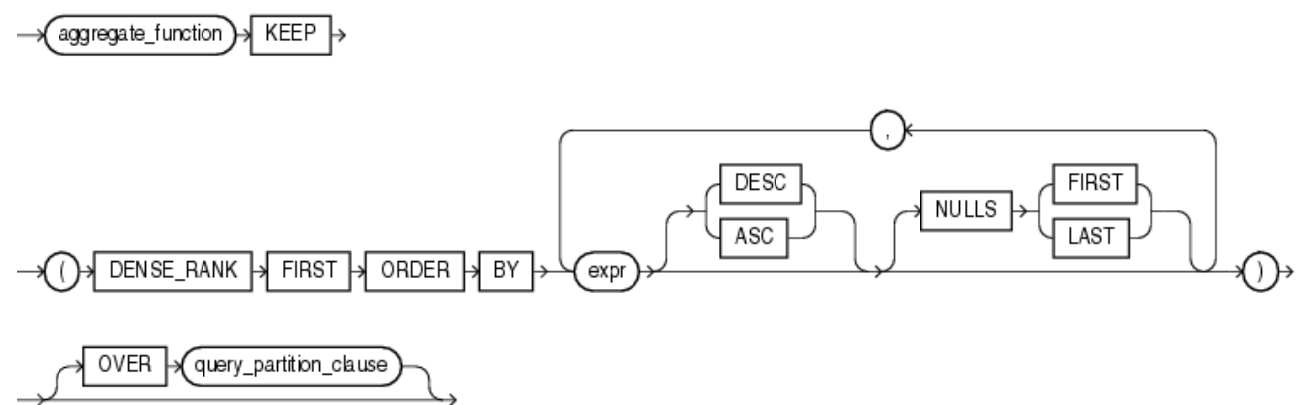 aggregate_function KEEP
,
DESC FIRST
NULLS
ASC LAST
( DENSE_RANK FIRST ORDER BY expr )
OVER query_partition_clause